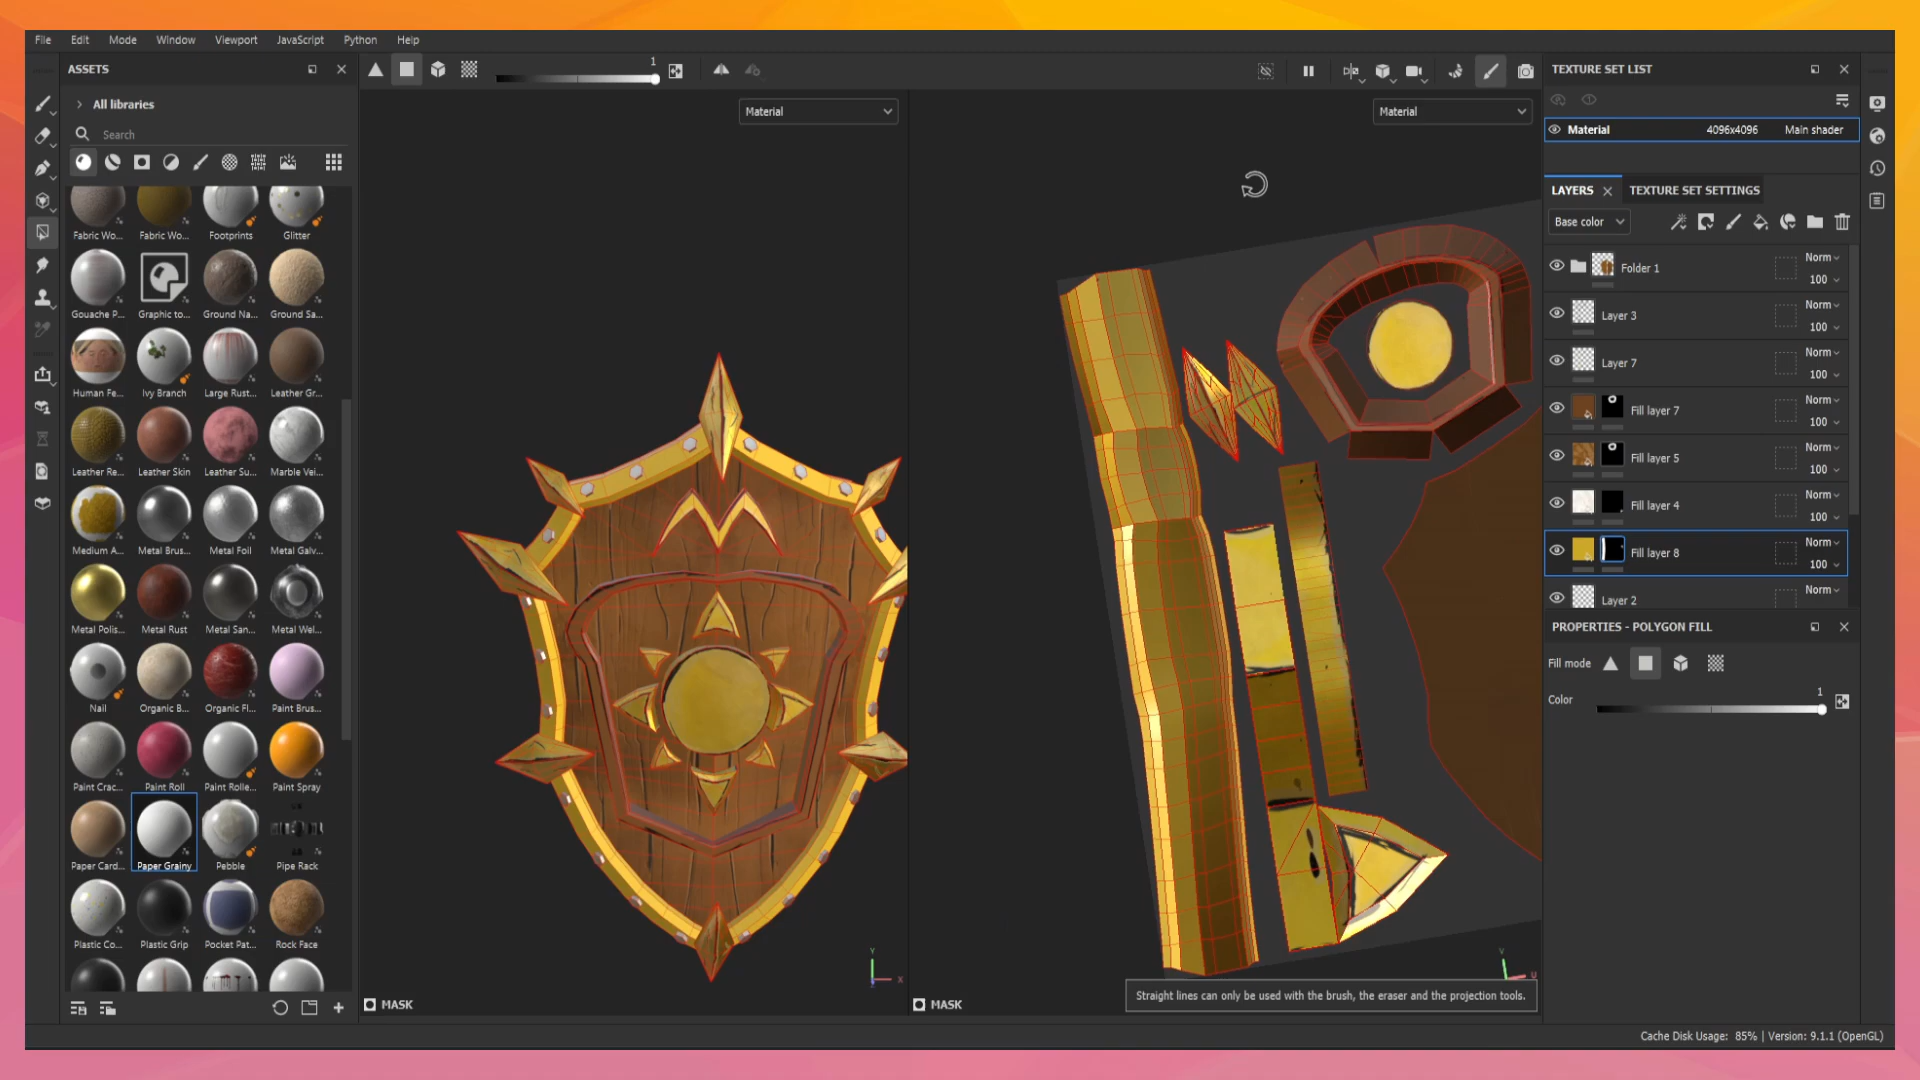 File Edit Mode Window Viewport JavaScript Python Help
ASSETS
All libraries
Search
Fabric Wo... Fabric Wo... Footprints Glitter
Gouache P... Graphic to... Ground Na... Ground Sa...
Human Fe... Ivy Branch Large Rust... Leather Gr...
Leather Re... Leather Skin Leather Su... Marble Vei...
Medium A... Metal Brus... Metal Foil Metal Galv...
Metal Polis... Metal Rust Metal San... Metal Wel...
Nail Organic B... Organic Fl... Paint Brus...
Paint Crac... Paint Roll Paint Rolle... Paint Spray
Paper Card... Paper Grainy Pebble Pipe Rack
Plastic Co... Plastic Grip Pocket Pat... Rock Face
1
Material
Y
X
Z
MASK
Material
V
U
MASK
Straight lines can only be used with the brush, the eraser and the projection tools.
TEXTURE SET LIST
Material 4096x4096 Main shader
LAYERS TEXTURE SET SETTINGS
Base color
Folder 1 Norm 100
Layer 3 Norm 100
Layer 7 Norm 100
Fill layer 7 Norm 100
Fill layer 5 Norm 100
Fill layer 4 Norm 100
Fill layer 8 Norm 100
Layer 2 Norm
PROPERTIES - POLYGON FILL
Fill mode
Color 1
Cache Disk Usage: 85% | Version: 9.1.1 (OpenGL)